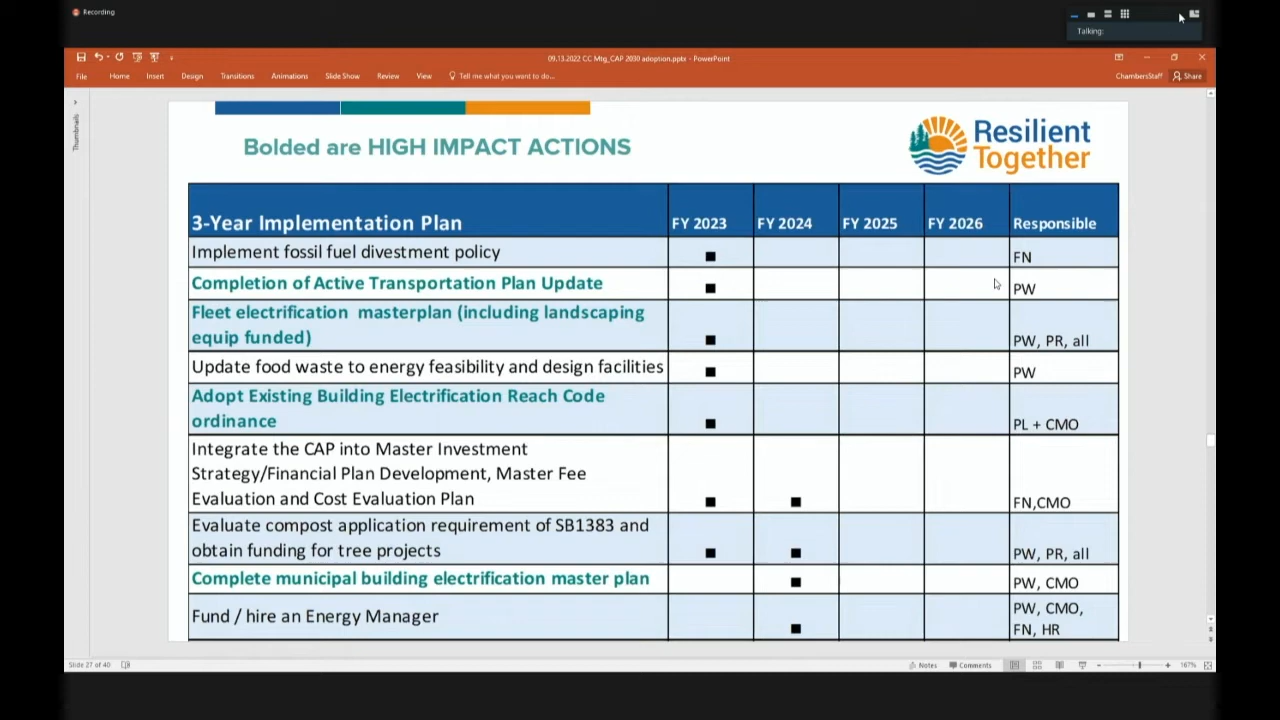 Recording
Talking:
09.13.2022 CC Mtg_CAP 2030 adoption.pptx - PowerPoint
File Home Insert Design Transitions Animations Slide Show Review View Tell me what you want to do... ChambersStaff Share
Thumbnails
Bolded are HIGH IMPACT ACTIONS
Resilient
Together
3-Year Implementation Plan FY 2023 FY 2024 FY 2025 FY 2026 Responsible
Implement fossil fuel divestment policy ■ FN
Completion of Active Transportation Plan Update ■ PW
Fleet electrification masterplan (including landscaping
equip funded) ■ PW, PR, all
Update food waste to energy feasibility and design facilities ■ PW
Adopt Existing Building Electrification Reach Code
ordinance ■ PL + CMO
Integrate the CAP into Master Investment
Strategy/Financial Plan Development, Master Fee
Evaluation and Cost Evaluation Plan ■ ■ FN,CMO
Evaluate compost application requirement of SB1383 and
obtain funding for tree projects ■ ■ PW, PR, all
Complete municipal building electrification master plan ■ PW, CMO
Fund / hire an Energy Manager ■ PW, CMO,
FN, HR
Slide 27 of 40 Notes Comments 167%